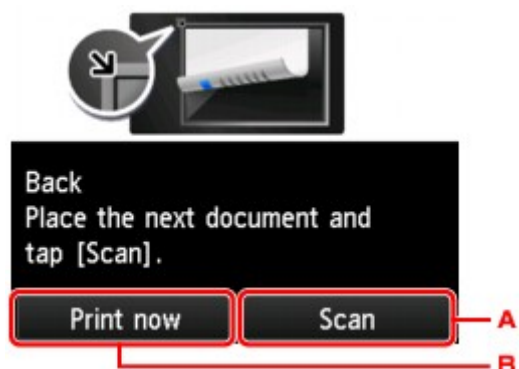 Back
Place the next document and
tap [Scan].
Print now Scan A
B